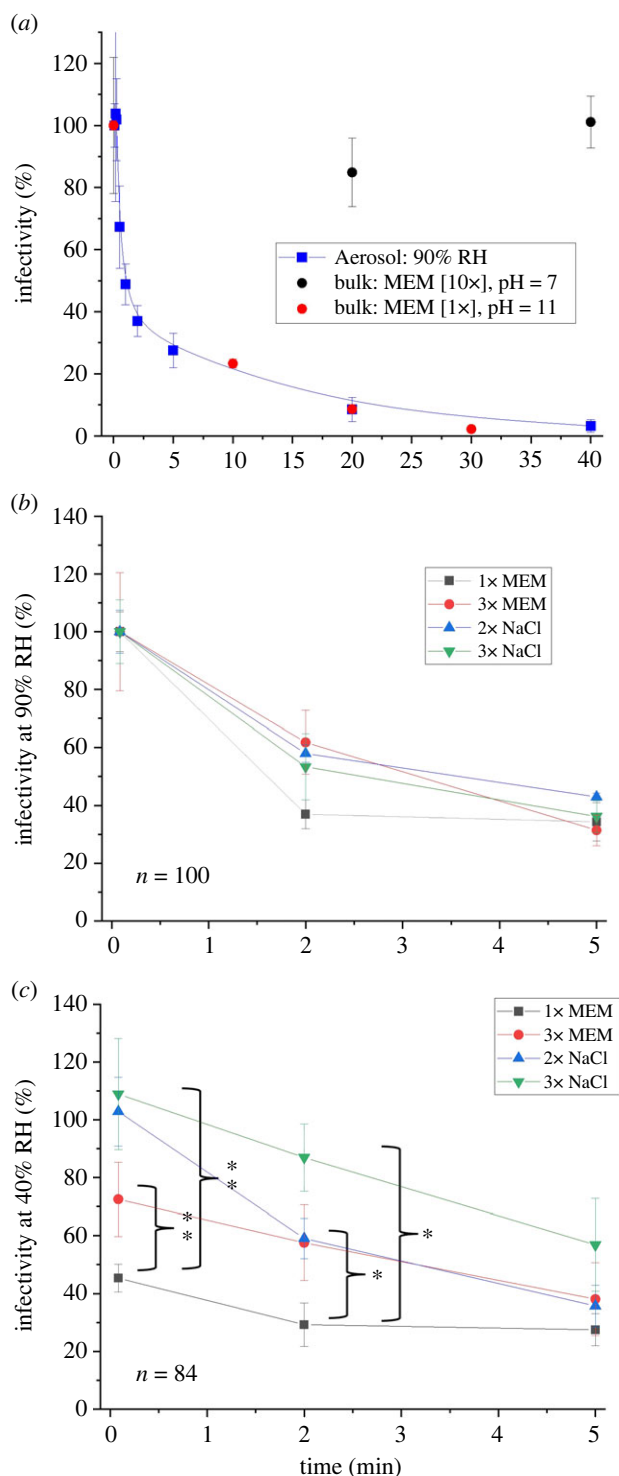 (a)
120
100
80
60
40
20
0
infectivity (%)
Aerosol: 90% RH
bulk: MEM [10×], pH = 7
bulk: MEM [1×], pH = 11
0 5 10 15 20 25 30 35 40
(b)
140
120
100
80
60
40
20
0
infectivity at 90% RH (%)
1× MEM
3× MEM
2× NaCl
3× NaCl
n = 100
0 1 2 3 4 5
(c)
140
120
100
80
60
40
20
0
infectivity at 40% RH (%)
1× MEM
3× MEM
2× NaCl
3× NaCl
**
**
*
*
n = 84
0 1 2 3 4 5
time (min)